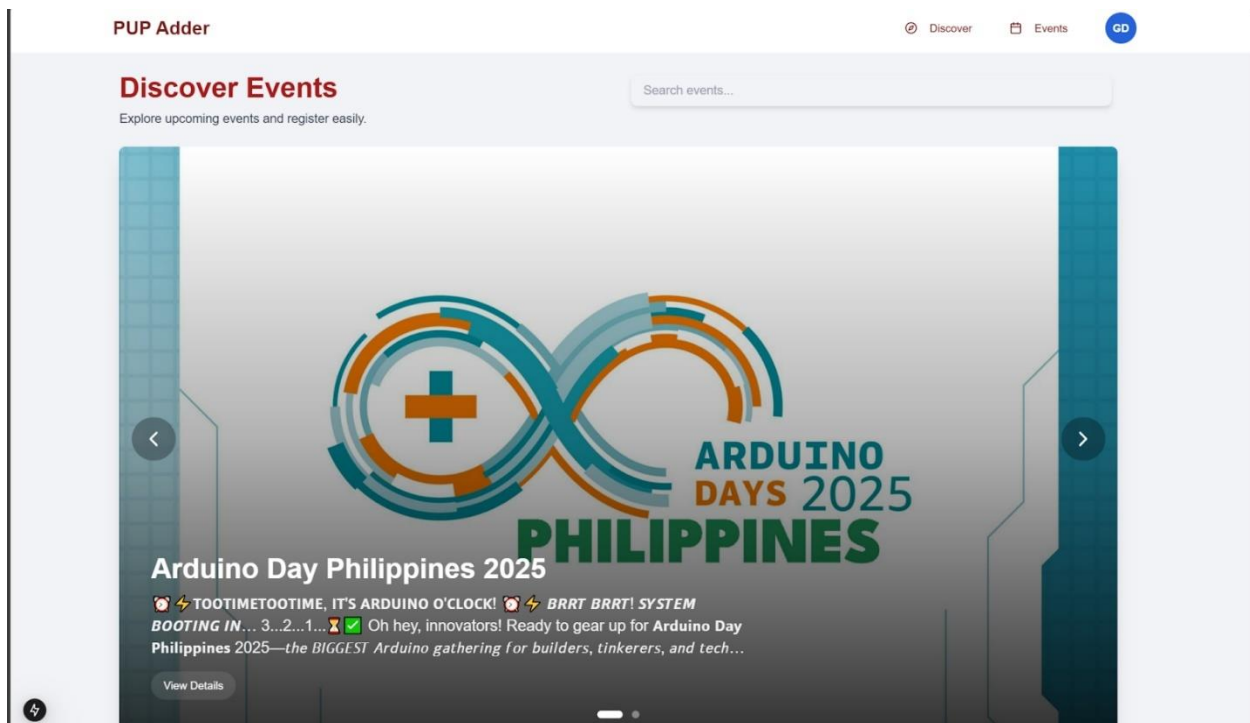 PUP Adder
Discover
Events
GD
Discover Events
Search events...
Explore upcoming events and register easily.
ARDUINO
DAYS 2025
PHILIPPINES
Arduino Day Philippines 2025
⏰⚡TOOTIMETOOTIME, IT'S ARDUINO O'CLOCK! ⏰⚡ BRRT BRRT! SYSTEM
BOOTING IN... 3...2...1...⏳✅ Oh hey, innovators! Ready to gear up for Arduino Day
Philippines 2025—the BIGGEST Arduino gathering for builders, tinkerers, and tech...
View Details